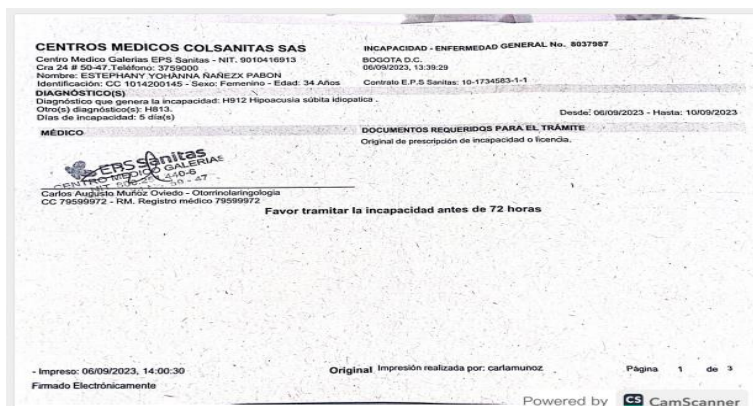 CENTROS MEDICOS COLSANITAS SAS
Centro Medico Galerias EPS Sanitas - NIT. 9010416913
Cra 24 # 50-47.Teléfono: 3759000
Nombre: ESTEPHANY YOHANNA ÑAÑEZX PABON
Identificación: CC 1014200145 - Sexo: Femenino - Edad: 34 Años
INCAPACIDAD - ENFERMEDAD GENERAL No. 8037987
BOGOTA D.C.
06/09/2023, 13:39:29
Contrato E.P.S Sanitas: 10-1734583-1-1
DIAGNÓSTICO(S)
Diagnóstico que genera la incapacidad: H912 Hipoacusia súbita idiopatica .
Otro(s) diagnóstico(s): H813.
Días de incapacidad: 5 día(s)
Desde: 06/09/2023 - Hasta: 10/09/2023
MÉDICO
EPS Sanitas
CENTRO MEDICO GALERIAS
Carlos Augusto Muñoz Oviedo - Otorrinolaringologia
CC 79599972 - RM. Registro médico 79599972
DOCUMENTOS REQUERIDOS PARA EL TRÁMITE
Original de prescripción de incapacidad o licencia.
Favor tramitar la incapacidad antes de 72 horas
- Impreso: 06/09/2023, 14:00:30
Original Impresión realizada por: carlamunoz
Página 1 de 3
Firmado Electrónicamente
Powered by CS CamScanner